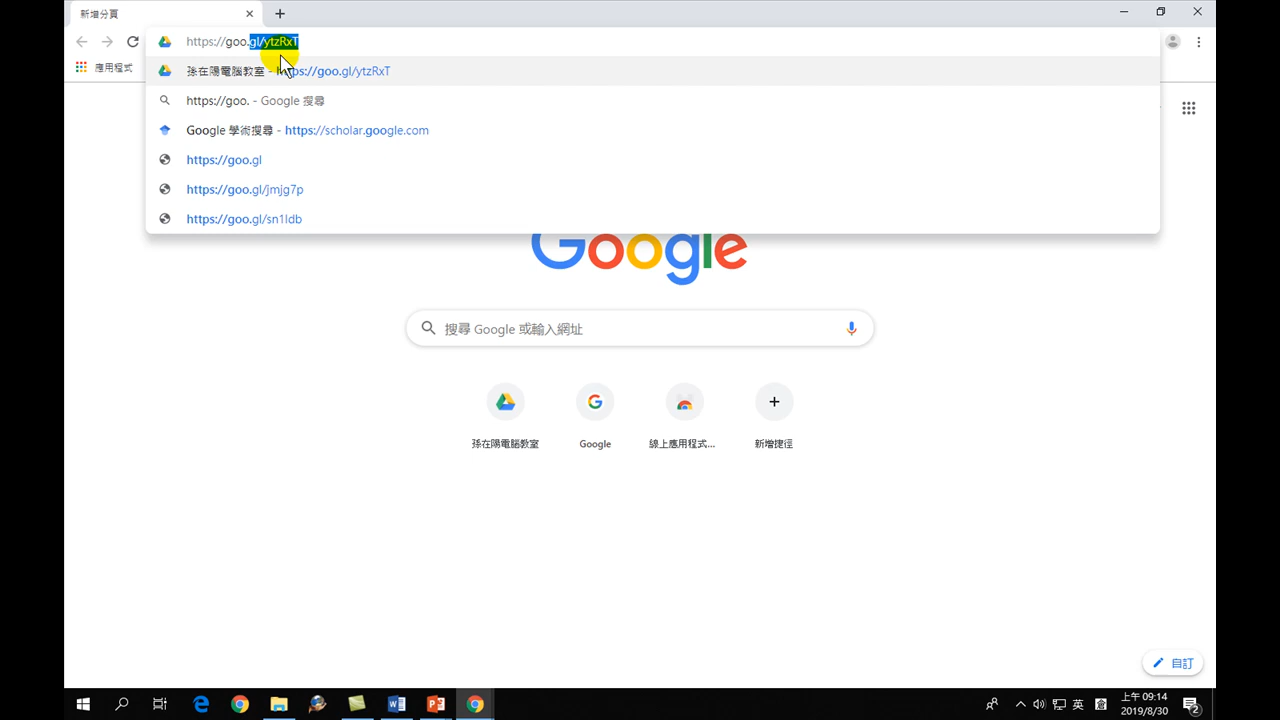 新增分頁
https://goo.gl/ytzRxT
應用程式
孫在陽電腦教室 - https://goo.gl/ytzRxT
https://goo. - Google 搜尋
Google 學術搜尋 - https://scholar.google.com
https://goo.gl
https://goo.gl/jmjg7p
https://goo.gl/sn1ldb
Google
搜尋 Google 或輸入網址
孫在陽電腦教室
Google
線上應用程式...
新增捷徑
自訂
英
上午 09:14
2019/8/30
2